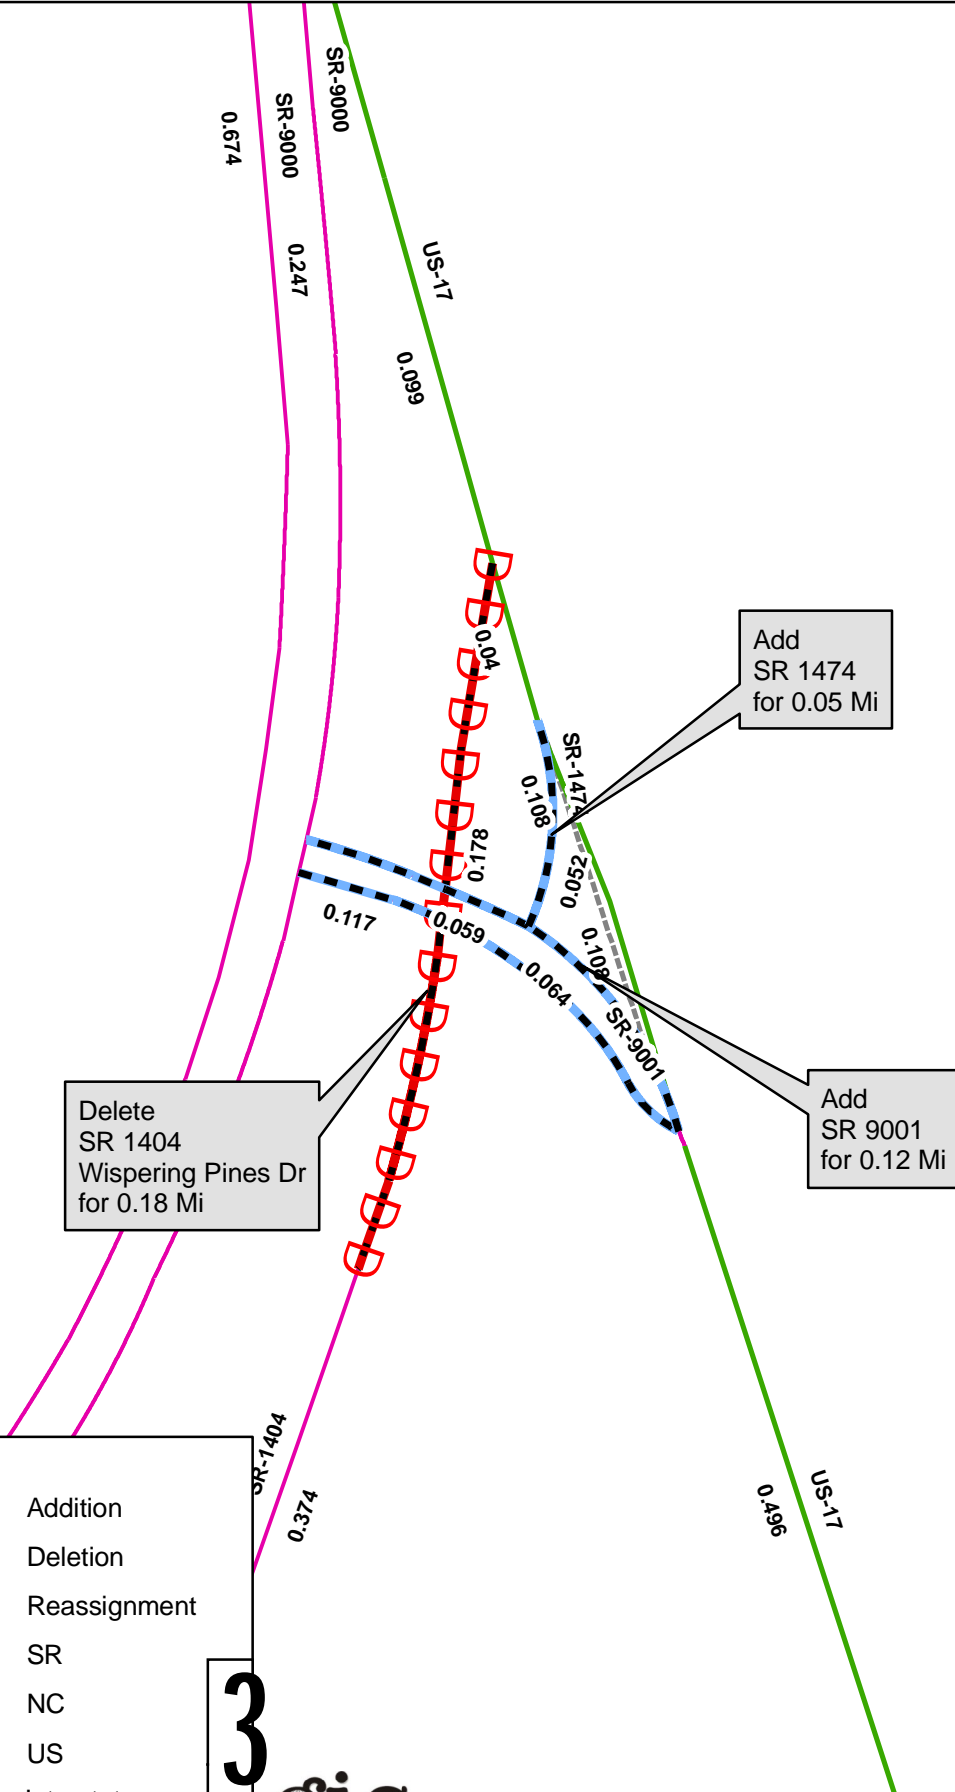 SR-9000
SR-9000
0.674
0.247
US-17
0.099
0.04
Add
SR 1474
for 0.05 Mi
SR-1474
0.108
0.178
0.052
0.117
0.059
0.108
0.064
SR-9001
Delete
SR 1404
Wispering Pines Dr
for 0.18 Mi
Add
SR 9001
for 0.12 Mi
SR-1404
0.374
US-17
0.496
Addition
Deletion
Reassignment
SR
NC
US
3